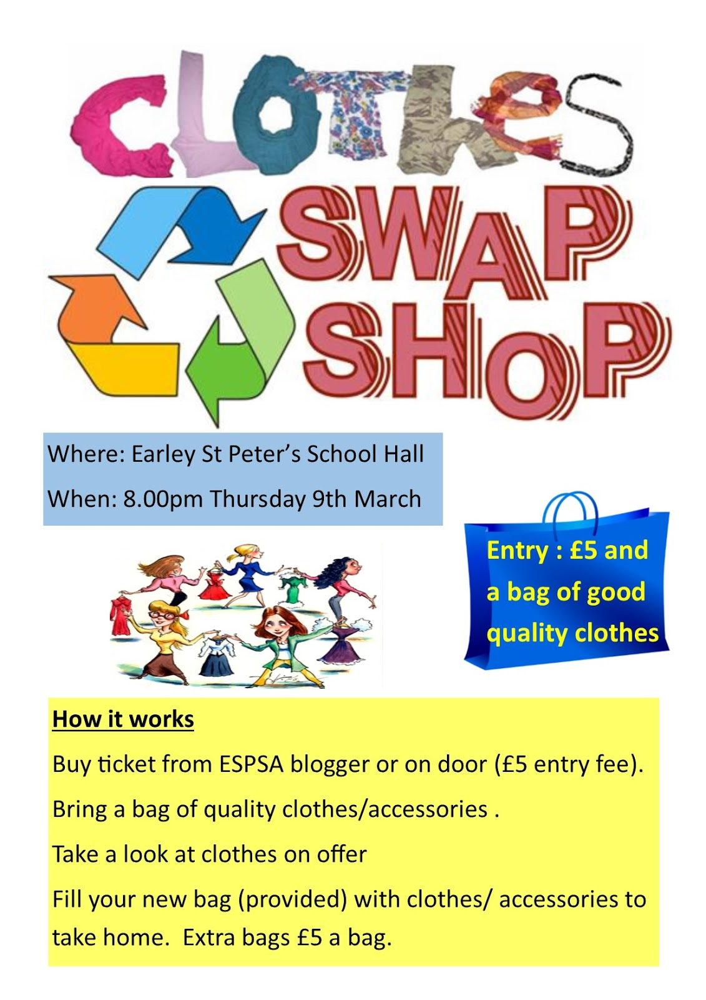 CLOTHES
SWAP
SHOP
Where: Earley St Peter’s School Hall
When: 8.00pm Thursday 9th March
Entry : £5 and
a bag of good
quality clothes
How it works
Buy ticket from ESPSA blogger or on door (£5 entry fee).
Bring a bag of quality clothes/accessories .
Take a look at clothes on offer
Fill your new bag (provided) with clothes/ accessories to
take home.  Extra bags £5 a bag.